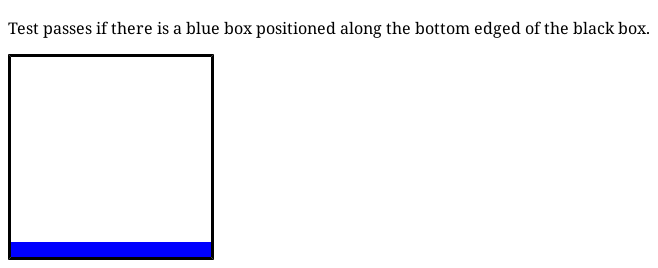 Test passes if there is a blue box positioned along the bottom edged of the black box.